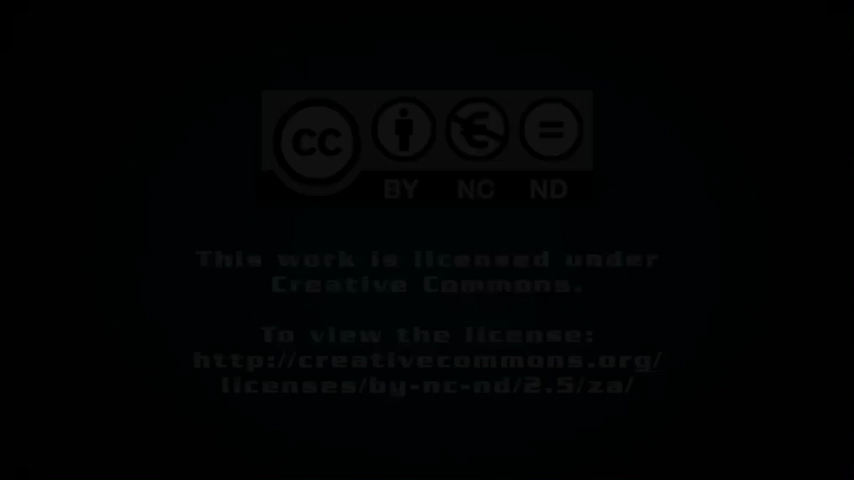 cc
BY NC ND
This work is licensed under
Creative Commons.
To view the license:
http://creativecommons.org/
licenses/by-nc-nd/2.5/za/